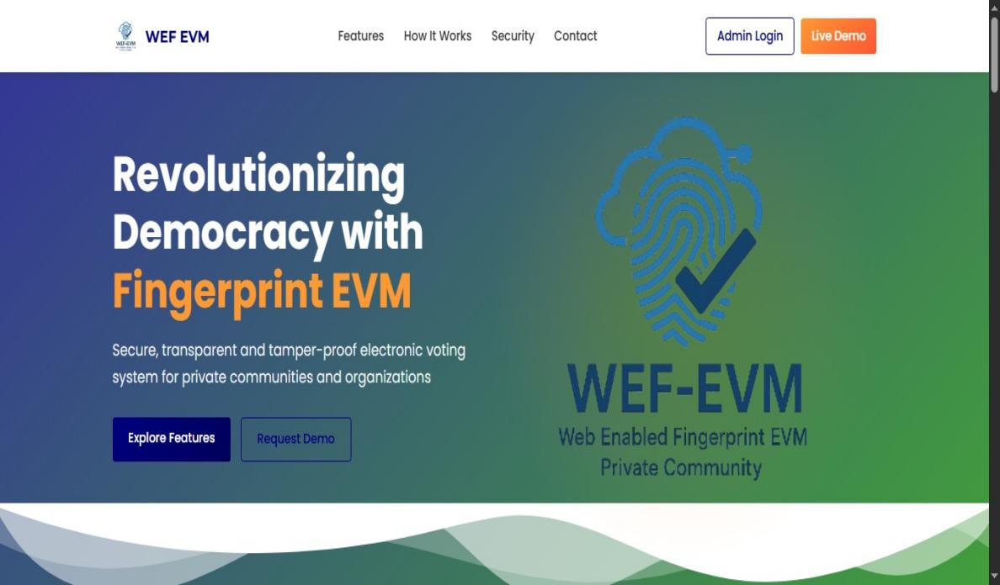 WEF-EVM
WEF EVM
Features
How It Works
Security
Contact
Admin Login
Live Demo
Revolutionizing
Democracy with
Fingerprint EVM
Secure, transparent and tamper-proof electronic voting
system for private communities and organizations
Explore Features
Request Demo
WEF-EVM
Web Enabled Fingerprint EVM
Private Community